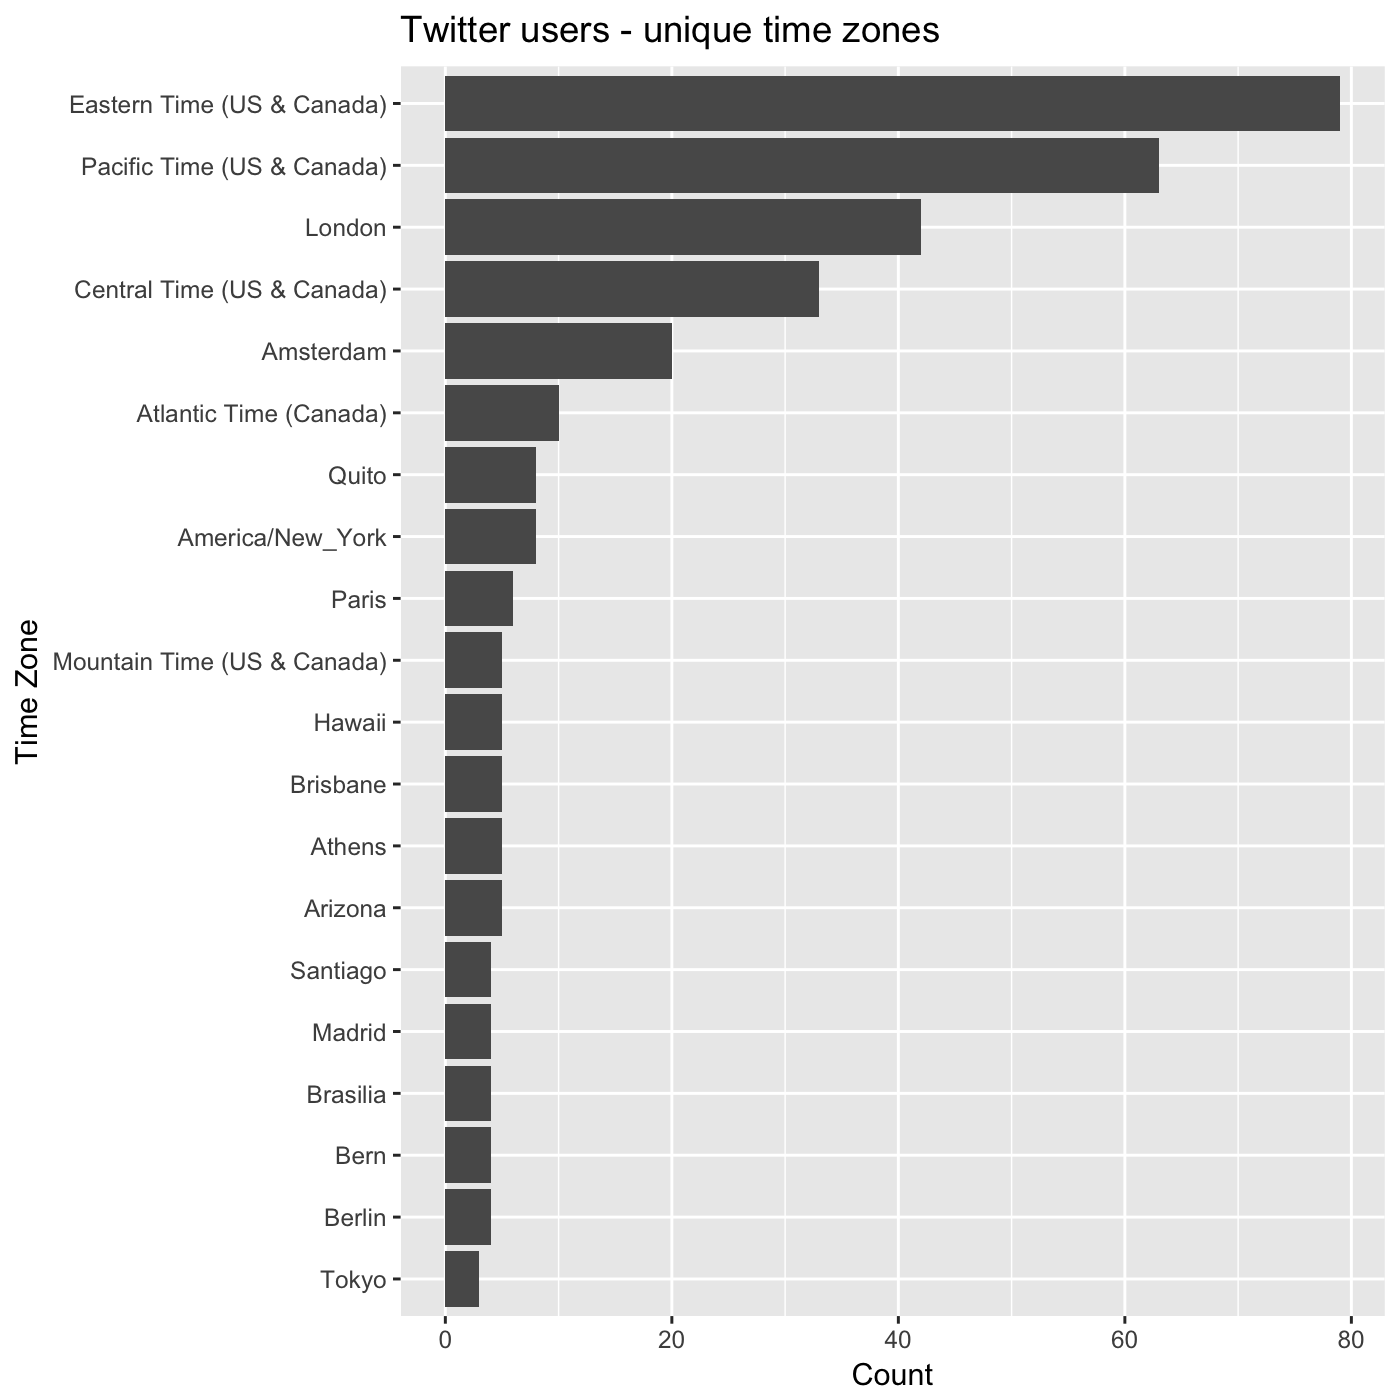 Twitter users - unique time zones
Eastern Time (US & Canada)
Pacific Time (US & Canada)
London
Central Time (US & Canada)
Amsterdam
Atlantic Time (Canada)
Quito
America/New_York
Paris
Mountain Time (US & Canada)
Hawaii
Brisbane
Athens
Arizona
Santiago
Madrid
Brasilia
Bern
Berlin
Tokyo
Time Zone
0 20 40 60 80
Count